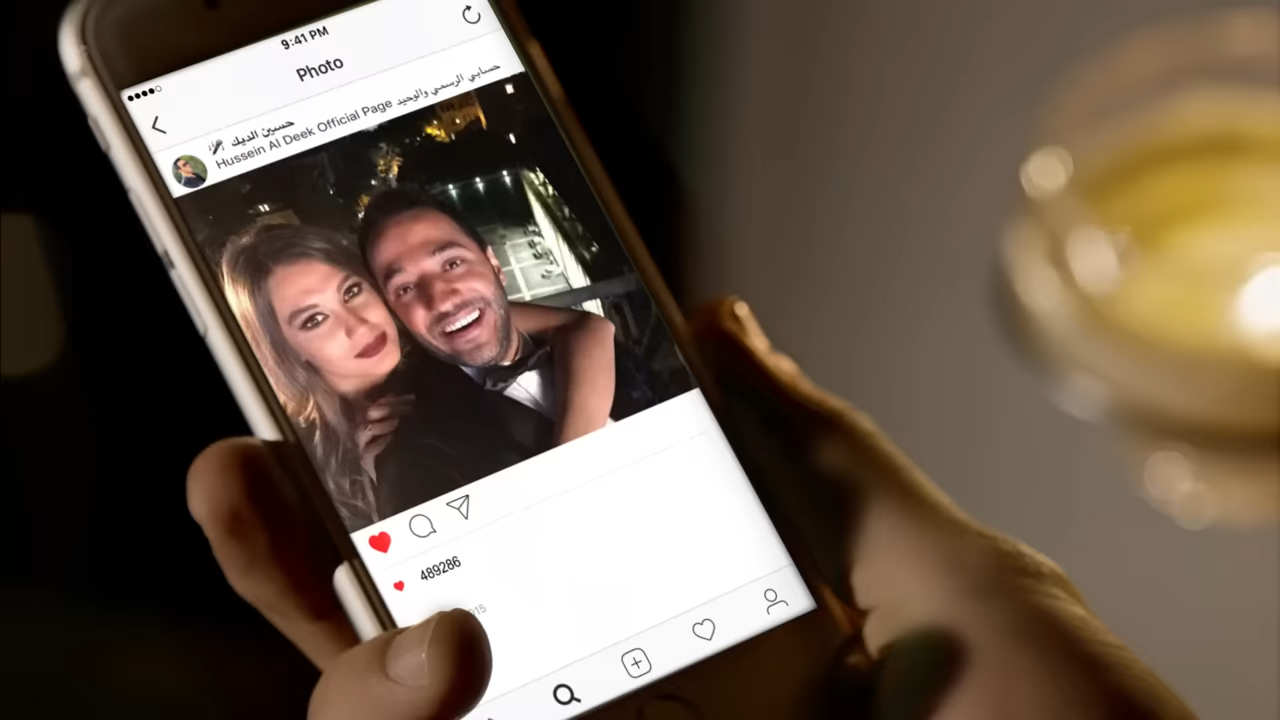 9:41 PM
Photo
حسين الديك
Hussein Al Deek Official Page حسابي الرسمي والوحيد
489286